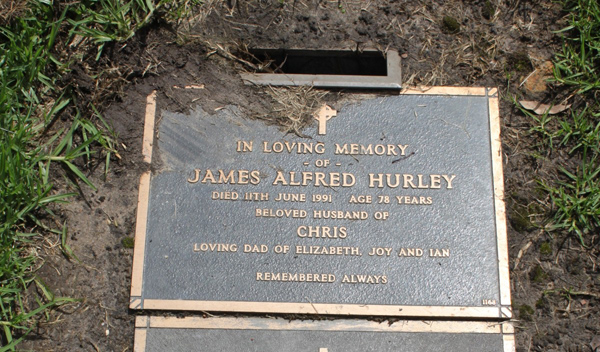 IN LOVING MEMORY
- OF -
JAMES ALFRED HURLEY
DIED 11TH JUNE 1991 AGE 78 YEARS
BELOVED HUSBAND OF
CHRIS
LOVING DAD OF ELIZABETH, JOY AND IAN
REMEMBERED ALWAYS
1168